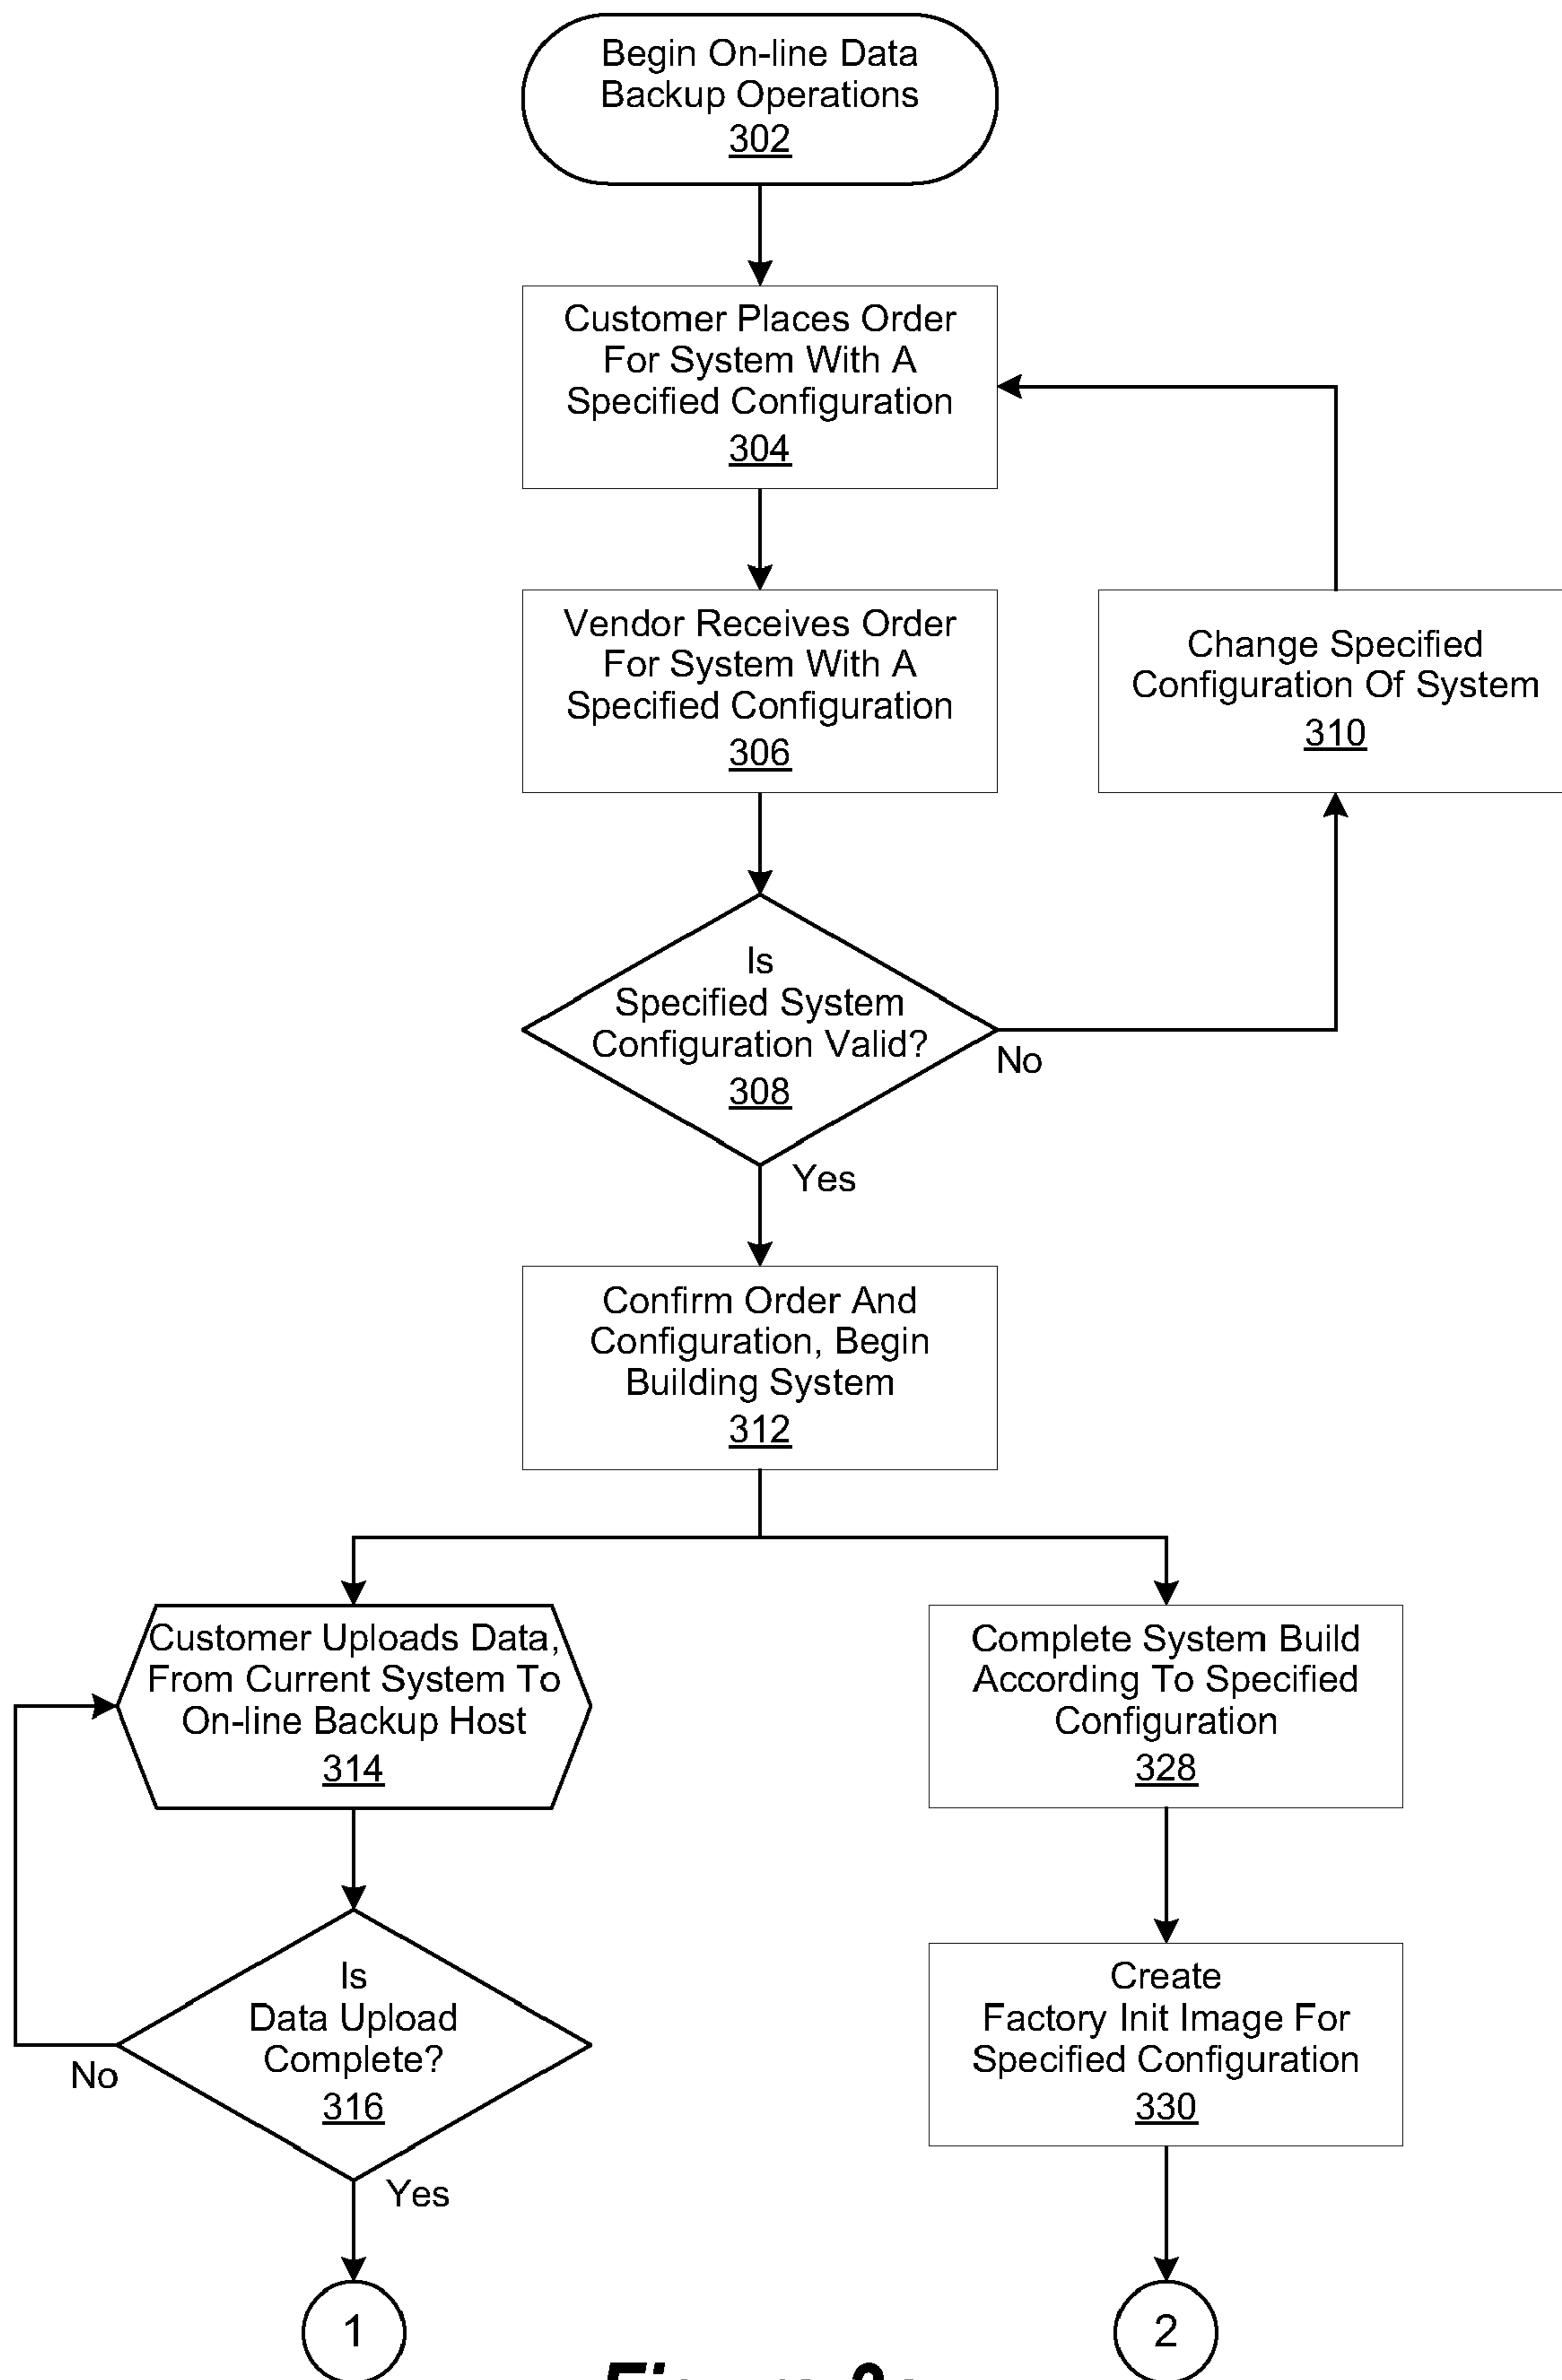 Begin On-line Data
Backup Operations
302
Customer Places Order
For System With A
Specified Configuration
304
Vendor Receives Order
For System With A
Specified Configuration
306
Change Specified
Configuration Of System
310
Is
Specified System
Configuration Valid?
308
No
Yes
Confirm Order And
Configuration, Begin
Building System
312
Customer Uploads Data,
From Current System To
On-line Backup Host
314
Complete System Build
According To Specified
Configuration
328
Is
Data Upload
Complete?
316
No
Yes
Create
Factory Init Image For
Specified Configuration
330
1
2